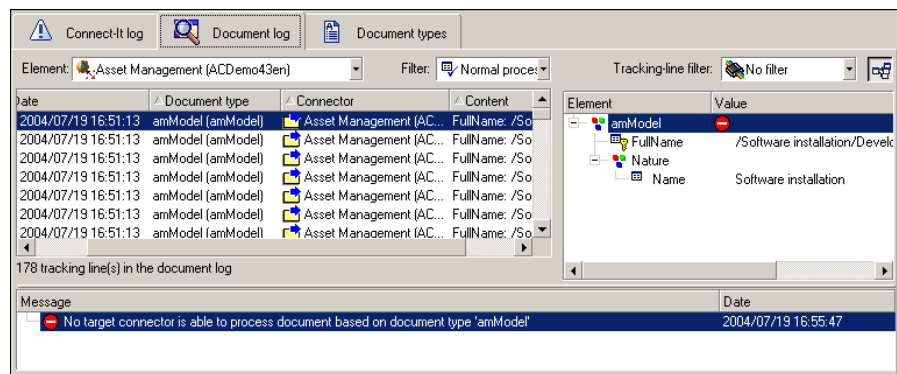 Connect-It log Document log Document types
Element: Asset Management (ACDemo43en) Filter: Normal proces Tracking-line filter: No filter
Date Document type Connector Content
2004/07/19 16:51:13 amModel (amModel) Asset Management (AC... FullName: /So
2004/07/19 16:51:13 amModel (amModel) Asset Management (AC... FullName: /So
2004/07/19 16:51:13 amModel (amModel) Asset Management (AC... FullName: /So
2004/07/19 16:51:13 amModel (amModel) Asset Management (AC... FullName: /So
2004/07/19 16:51:13 amModel (amModel) Asset Management (AC... FullName: /So
2004/07/19 16:51:13 amModel (amModel) Asset Management (AC... FullName: /So
2004/07/19 16:51:13 amModel (amModel) Asset Management (AC... FullName: /So
178 tracking line(s) in the document log
Element Value
amModel
FullName /Software installation/Develo
Nature
Name Software installation
Message Date
No target connector is able to process document based on document type 'amModel' 2004/07/19 16:55:47